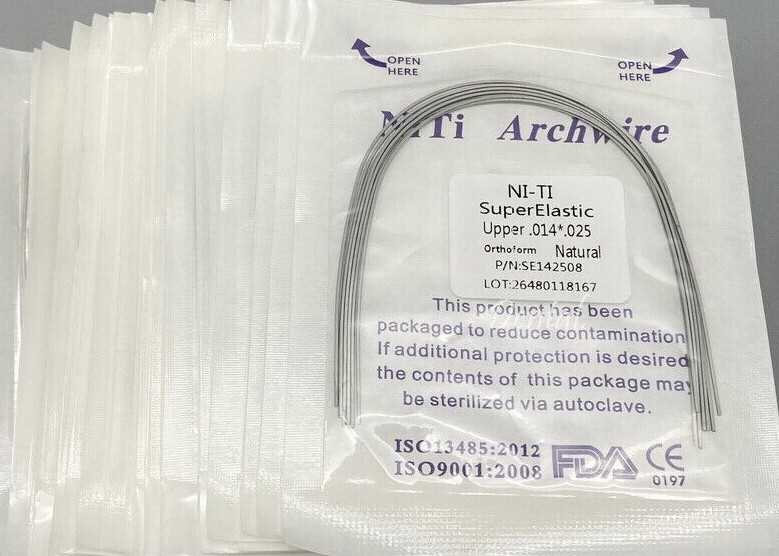 OPEN
HERE
OPEN
HERE
NiTi Archwire
NI-TI
SuperElastic
Upper .014*.025
Orthoform Natural
P/N:SE142508
LOT:26480118167
This product has been
Dental
packaged to reduce contamination
If additional protection is desired
the contents of this package may
be sterilized via autoclave.
ISO13485:2012
ISO9001:2008
FDA
CE
0197